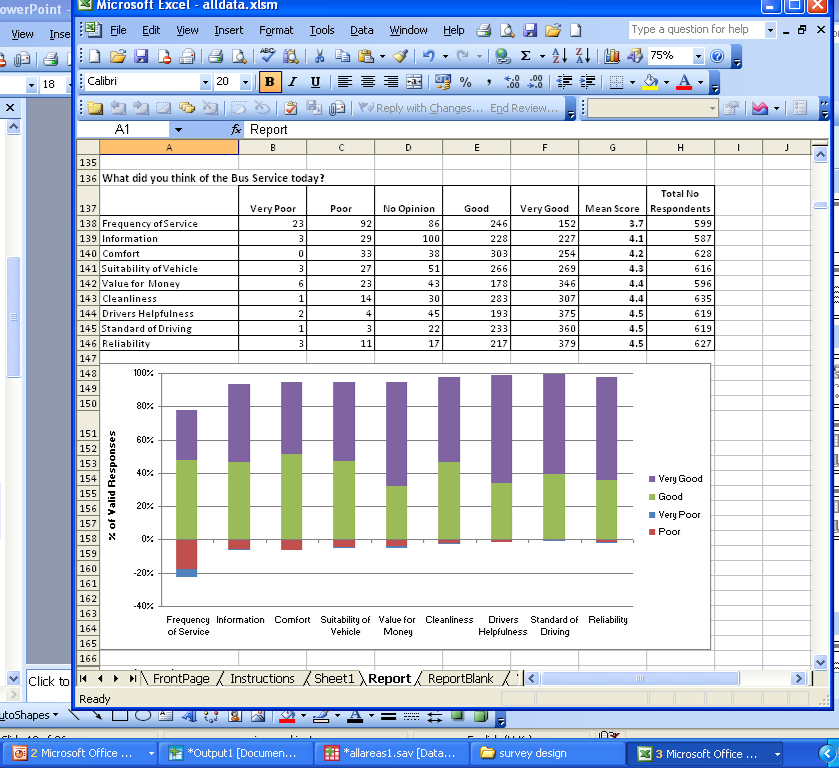 owerPoint -
Microsoft Excel - alldata.xlsm
View Inse
File Edit View Insert Format Tools Data Window Help Type a question for help
75%
18
Calibri 20 B I U
Reply with Changes... End Review...
A1 fx Report
A B C D E F G H I J
135
136 What did you think of the Bus Service today?
137 Very Poor Poor No Opinion Good Very Good Mean Score Total No Respondents
138 Frequency of Service 23 92 86 246 152 3.7 599
139 Information 3 29 100 228 227 4.1 587
140 Comfort 0 33 38 303 254 4.2 628
141 Suitability of Vehicle 3 27 51 266 269 4.3 616
142 Value for Money 6 23 43 178 346 4.4 596
143 Cleanliness 1 14 30 283 307 4.4 635
144 Drivers Helpfulness 2 4 45 193 375 4.5 619
145 Standard of Driving 1 3 22 233 360 4.5 619
146 Reliability 3 11 17 217 379 4.5 627
147
148
149
150
151
152
153
154
155
156
157
158
159
160
161
162
163
164
165
166
% of Valid Responses
100%
80%
60%
40%
20%
0%
-20%
-40%
Very Good
Good
Very Poor
Poor
Frequency of Service Information Comfort Suitability of Vehicle Value for Money Cleanliness Drivers Helpfulness Standard of Driving Reliability
FrontPage Instructions Sheet1 Report ReportBlank
Click to
Ready
utoShapes
2 Microsoft Office ... *Output1 [Documen... *allareas1.sav [Data... survey design 3 Microsoft Office ...